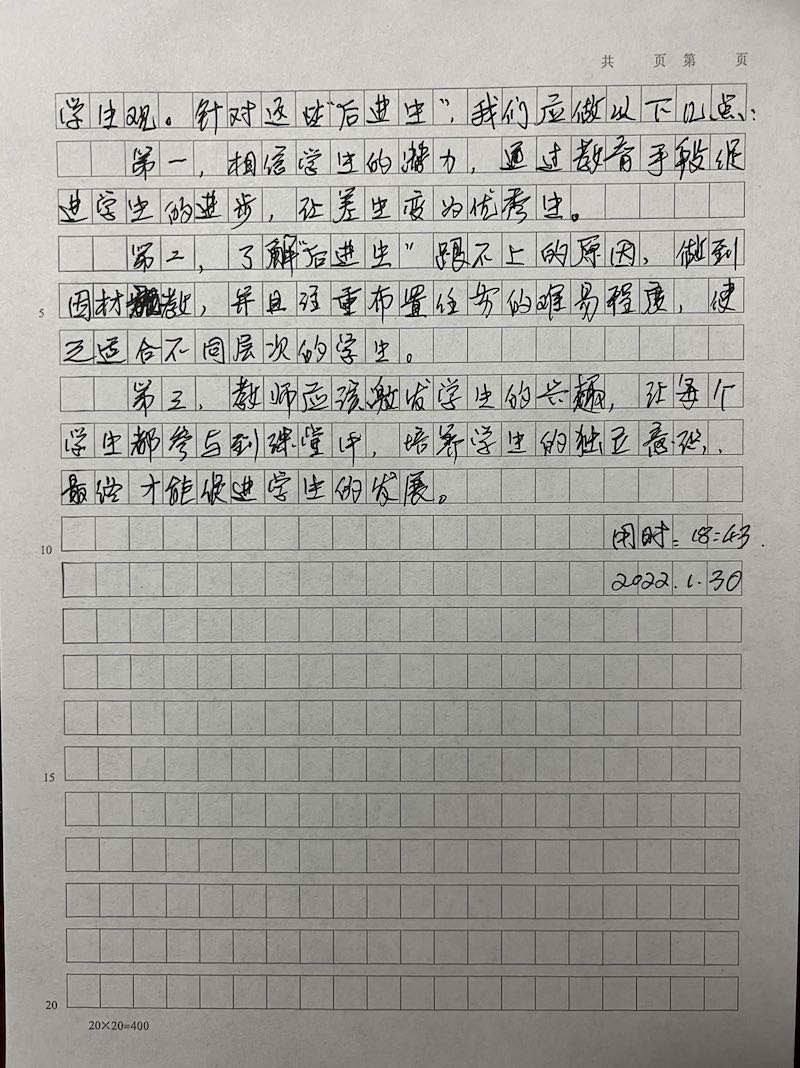 共 页 第 页
学生观。针对这些“后进生”,我们应做以下几点:
第一,相信学生的潜力,通过教育手段促
进学生的进步,让差生变为优秀生。
第二,了解“后进生”跟不上的原因,做到
因材施教,并且注重布置任务的难易程度,使
之适合不同层次的学生。
第三,教师应该激发学生的兴趣,让每个
学生都参与到课堂中,培养学生的独立意识,
最终才能促进学生的发展。
5
用时:18:43.
10
2022.1.30
15
20
20×20=400